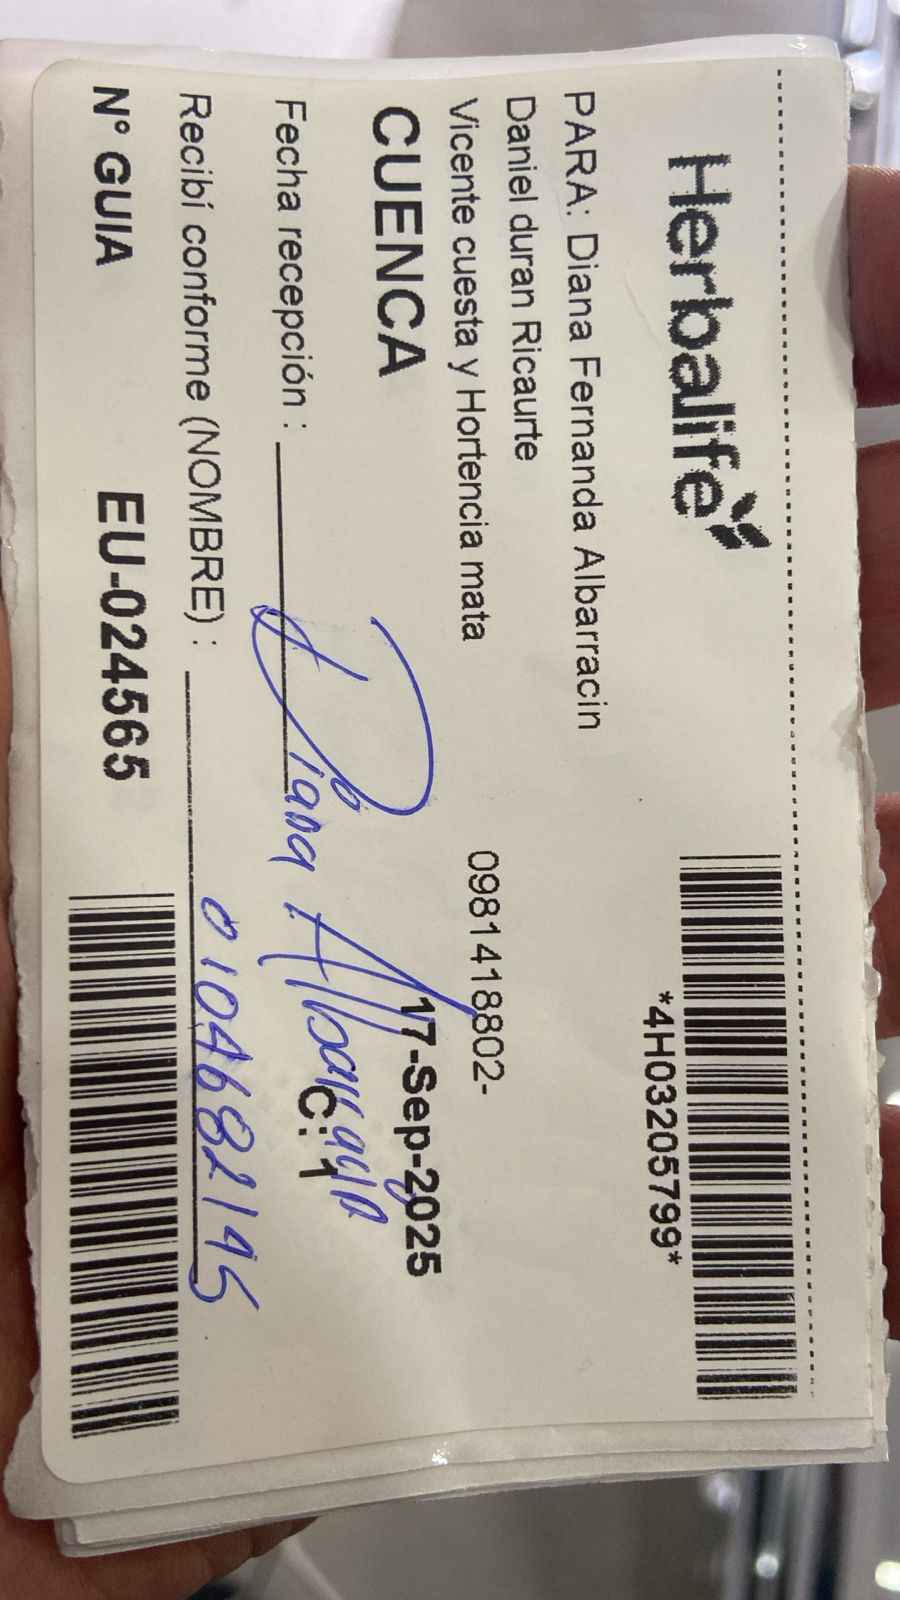 Herbalife
*4H03205799*
PARA: Diana Fernanda Albarracin
Daniel duran Ricaurte
Vicente cuesta y Hortencia mata
0981418802-
CUENCA
17-Sep-2025
Fecha recepción :
Diana Albarracín
C: 1
Recibí conforme (NOMBRE) :
0104682145
N° GUIA EU-024565